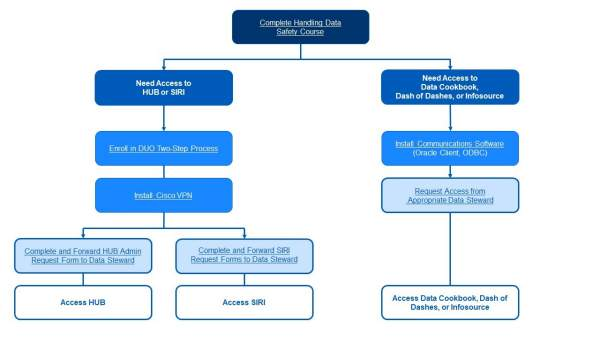 Complete Handling Data
Safety Course
Need Access to
HUB or SIRI
Need Access to
Data Cookbook,
Dash of Dashes, or Infosource
Enroll in DUO Two-Step Process
Install Communications Software
(Oracle Client, ODBC)
Install Cisco VPN
Request Access from
Appropriate Data Steward
Complete and Forward HUB Admin
Request Form to Data Steward
Complete and Forward SIRI
Request Forms to Data Steward
Access HUB
Access SIRI
Access Data Cookbook, Dash of
Dashes, or Infosource